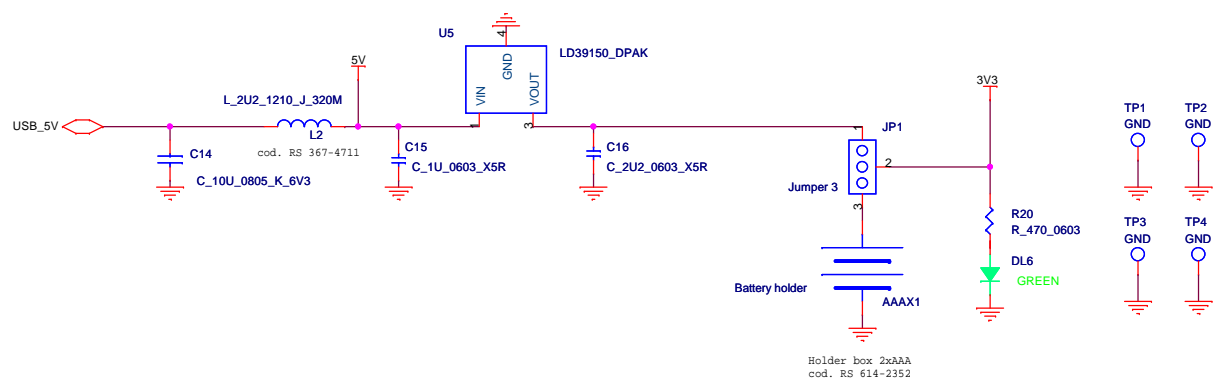 U5
4
GND
LD39150_DPAK
VIN
VOUT
1
3
5V
L_2U2_1210_J_320M
USB_5V
L2
cod. RS 367-4711
C14
C_10U_0805_K_6V3
C15
C_1U_0603_X5R
C16
C_2U2_0603_X5R
1
JP1
2
Jumper 3
3
3V3
R20
R_470_0603
DL6
GREEN
Battery holder
AAAX1
Holder box 2xAAA
cod. RS 614-2352
TP1
GND
TP2
GND
TP3
GND
TP4
GND